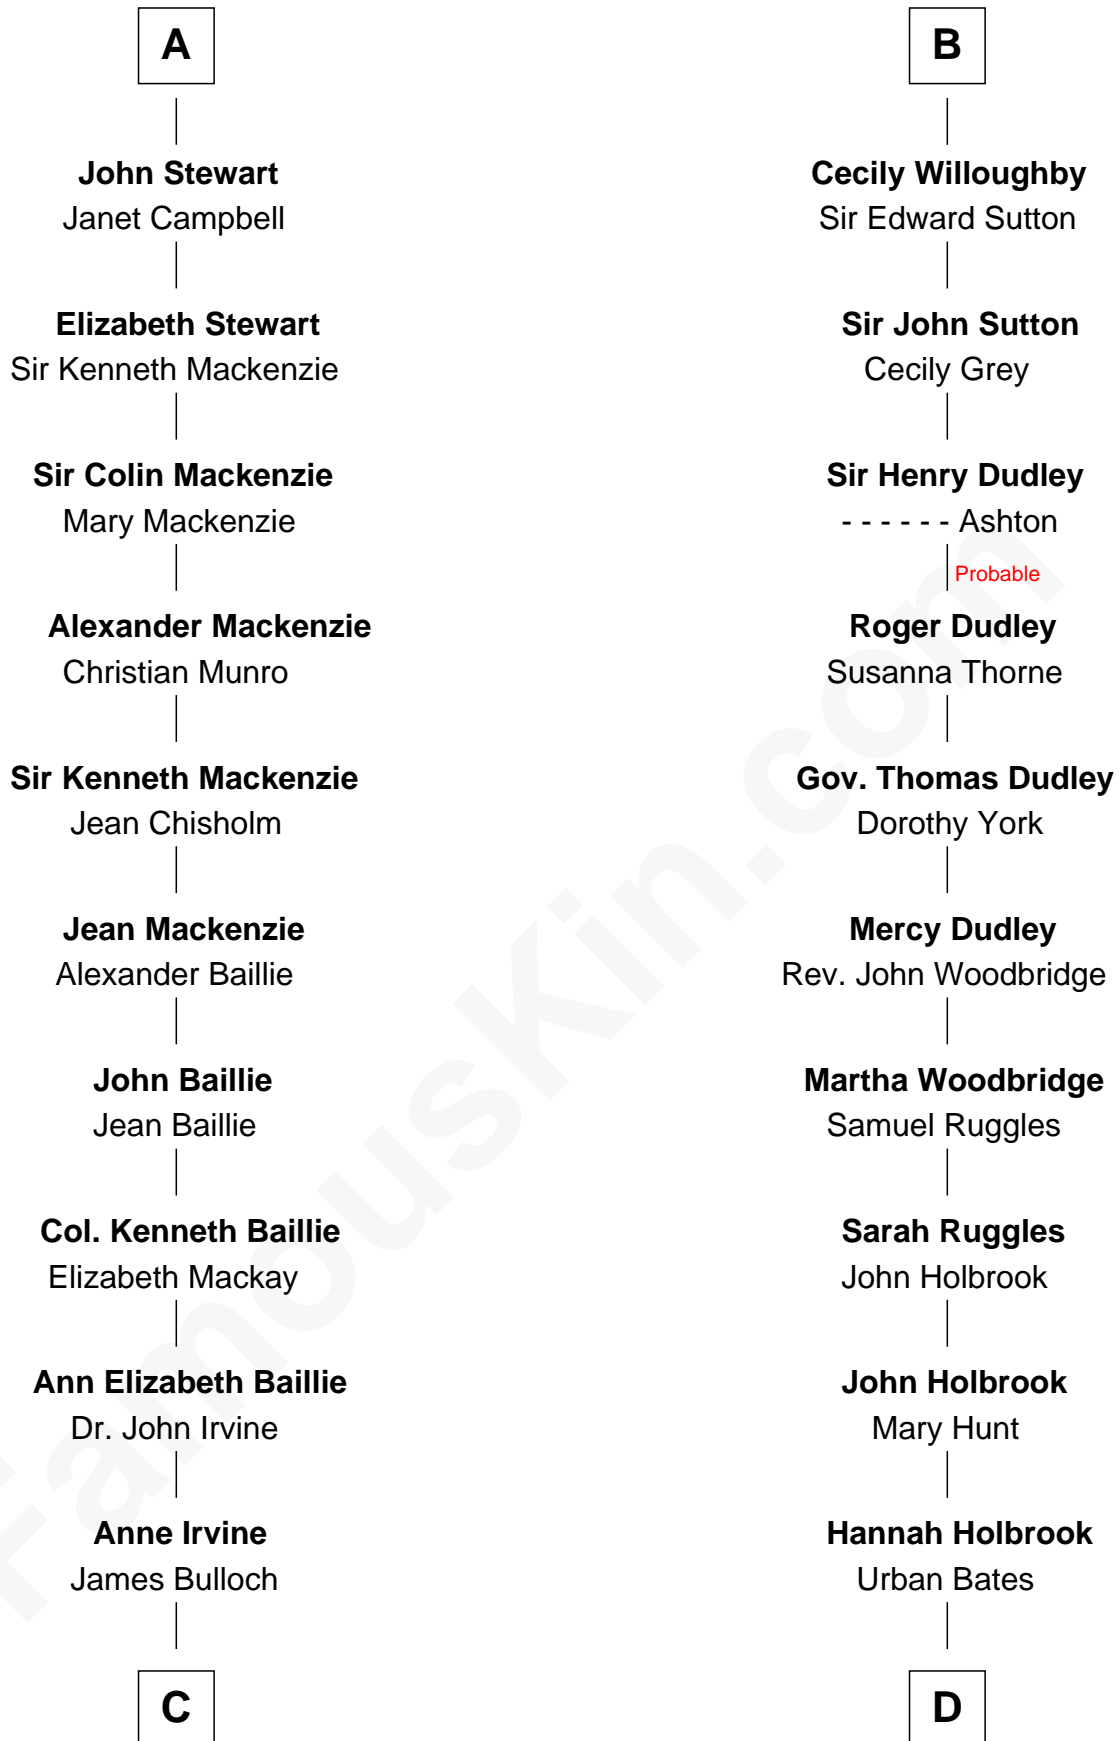 A
John Stewart
Janet Campbell
Elizabeth Stewart
Sir Kenneth Mackenzie
Sir Colin Mackenzie
Mary Mackenzie
Alexander Mackenzie
Christian Munro
Sir Kenneth Mackenzie
Jean Chisholm
Jean Mackenzie
Alexander Baillie
John Baillie
Jean Baillie
Col. Kenneth Baillie
Elizabeth Mackay
Ann Elizabeth Baillie
Dr. John Irvine
Anne Irvine
James Bulloch
C
B
Cecily Willoughby
Sir Edward Sutton
Sir John Sutton
Cecily Grey
Sir Henry Dudley
- - - - - - Ashton
Probable
Roger Dudley
Susanna Thorne
Gov. Thomas Dudley
Dorothy York
Mercy Dudley
Rev. John Woodbridge
Martha Woodbridge
Samuel Ruggles
Sarah Ruggles
John Holbrook
John Holbrook
Mary Hunt
Hannah Holbrook
Urban Bates
D
FamousKin.com